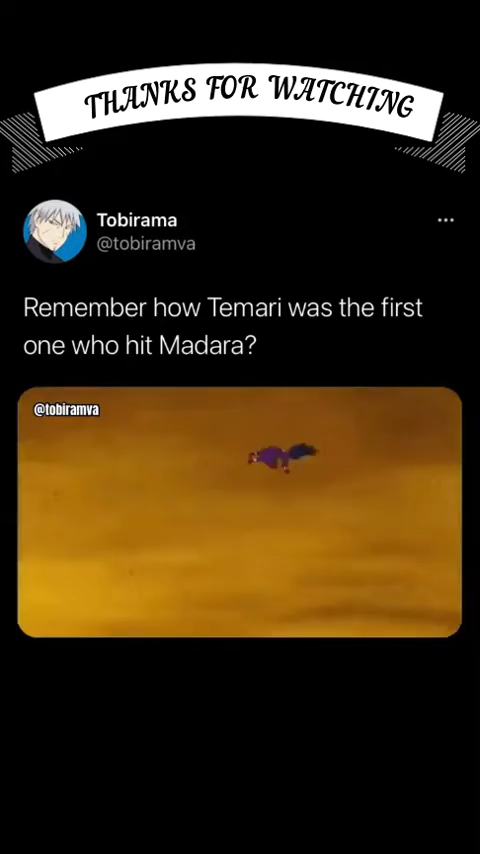 THANKS FOR WATCHING
Tobirama
@tobiramva
Remember how Temari was the first
one who hit Madara?
@tobiramva